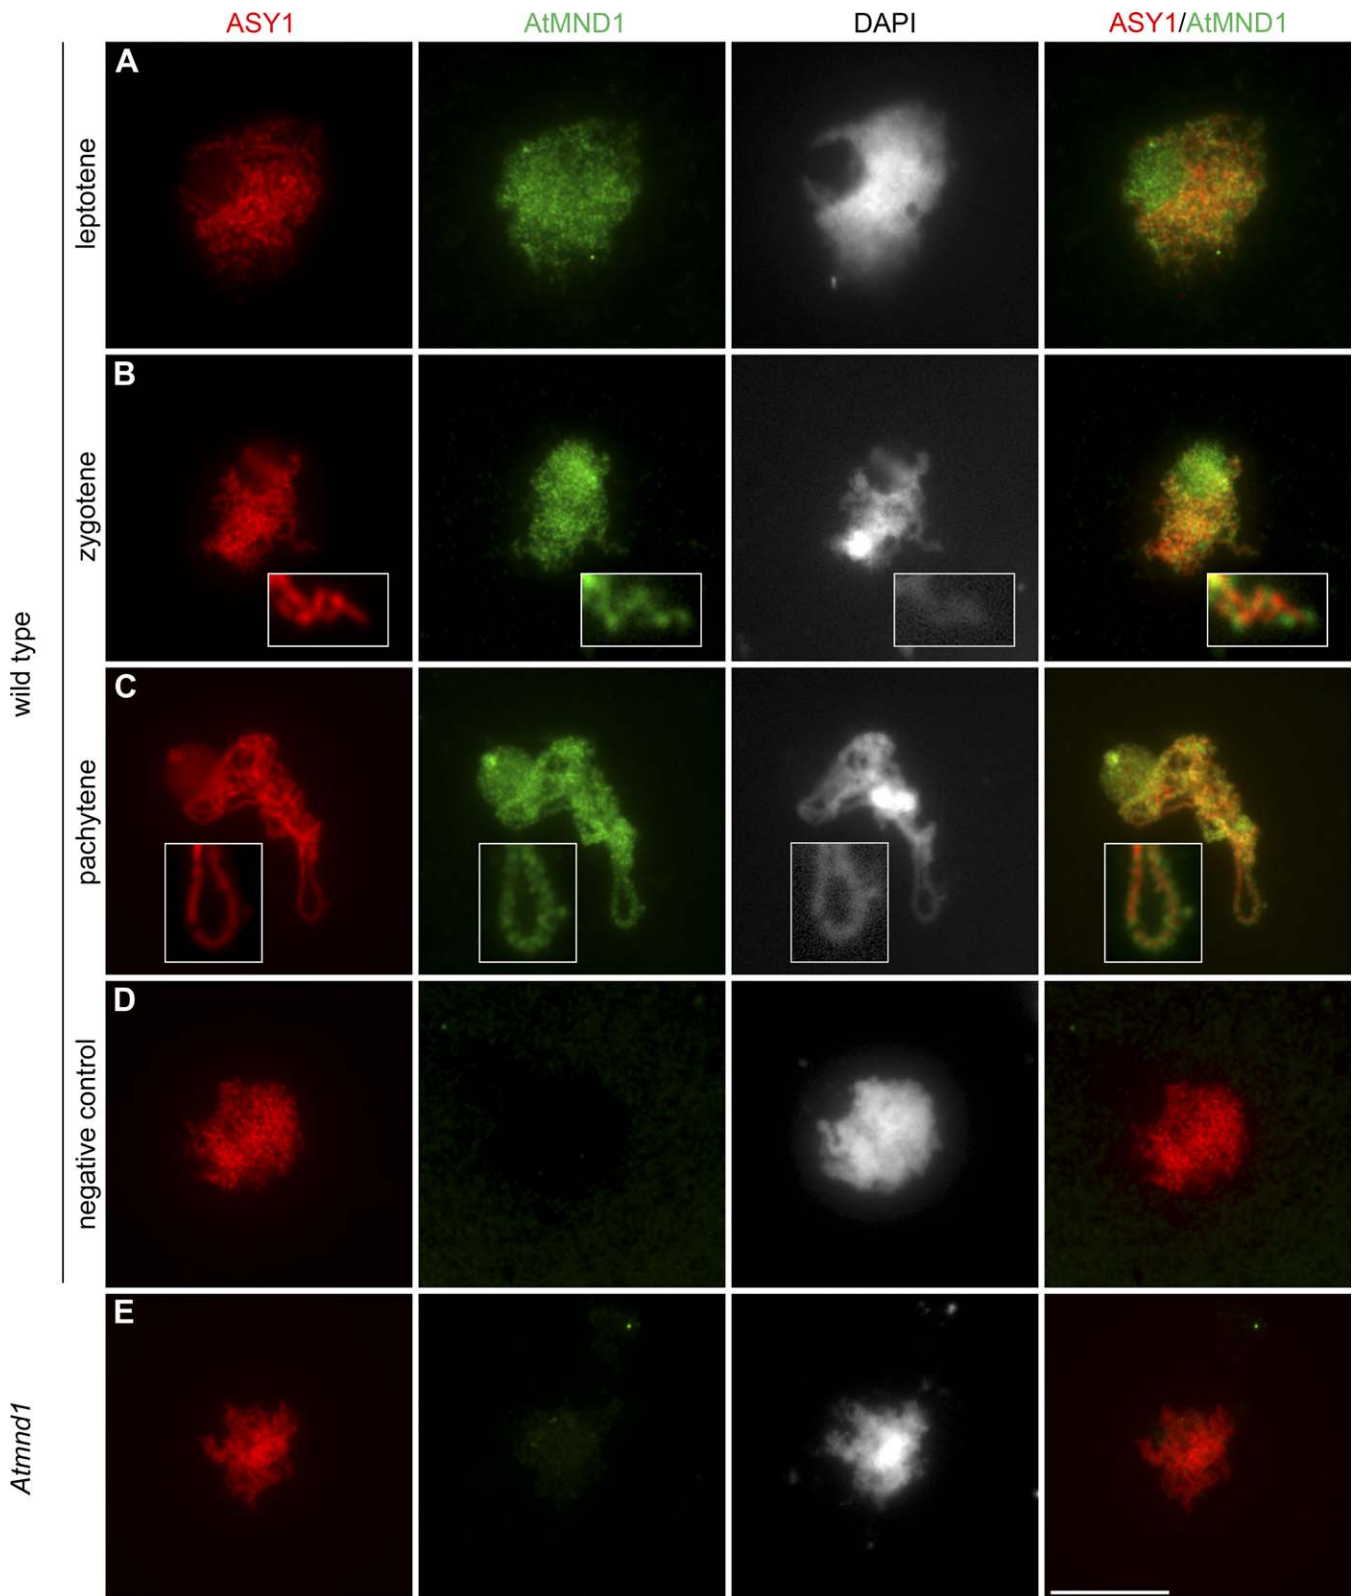 ASY1
AtMND1
DAPI
ASY1/AtMND1
wild type
leptotene
A
zygotene
B
pachytene
C
negative control
D
Atmnd1
E